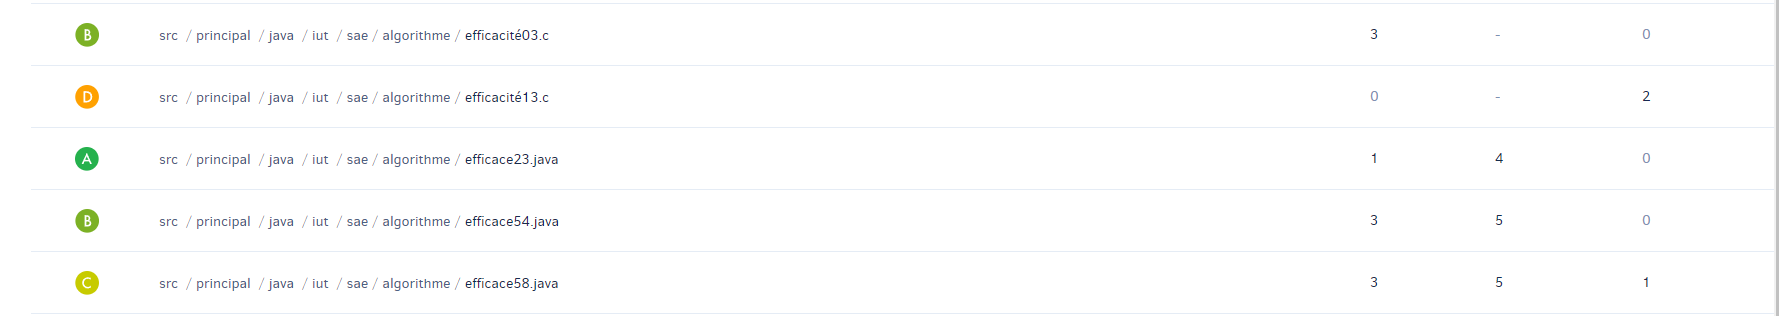 B src / principal / java / iut / sae / algorithme / efficacité03.c 3 - 0
D src / principal / java / iut / sae / algorithme / efficacité13.c 0 - 2
A src / principal / java / iut / sae / algorithme / efficace23.java 1 4 0
B src / principal / java / iut / sae / algorithme / efficace54.java 3 5 0
C src / principal / java / iut / sae / algorithme / efficace58.java 3 5 1